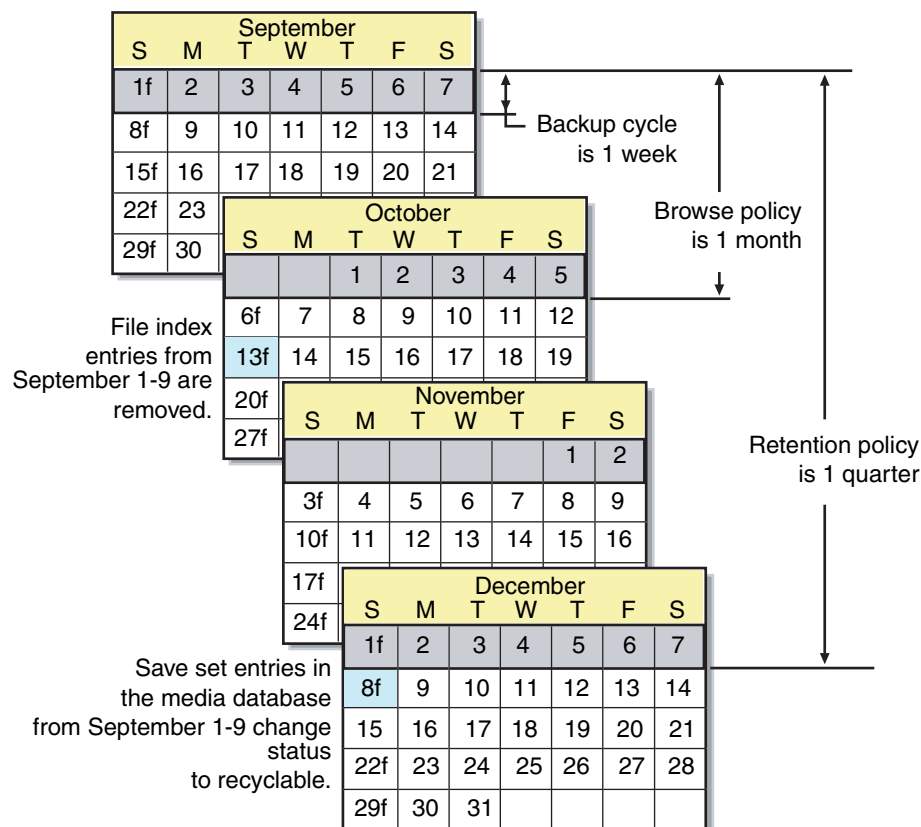 September
S M T W T F S
1f 2 3 4 5 6 7
8f 9 10 11 12 13 14
15f 16 17 18 19 20 21
22f 23
29f 30
Backup cycle
is 1 week
Browse policy
is 1 month
Retention policy
is 1 quarter
October
S M T W T F S
1 2 3 4 5
6f 7 8 9 10 11 12
13f 14 15 16 17 18 19
20f
27f
File index
entries from
September 1-9 are
removed.
November
S M T W T F S
1 2
3f 4 5 6 7 8 9
10f 11 12 13 14 15 16
17f
24f
December
S M T W T F S
1f 2 3 4 5 6 7
8f 9 10 11 12 13 14
15 16 17 18 19 20 21
22f 23 24 25 26 27 28
29f 30 31
Save set entries in
the media database
from September 1-9 change
status
to recyclable.